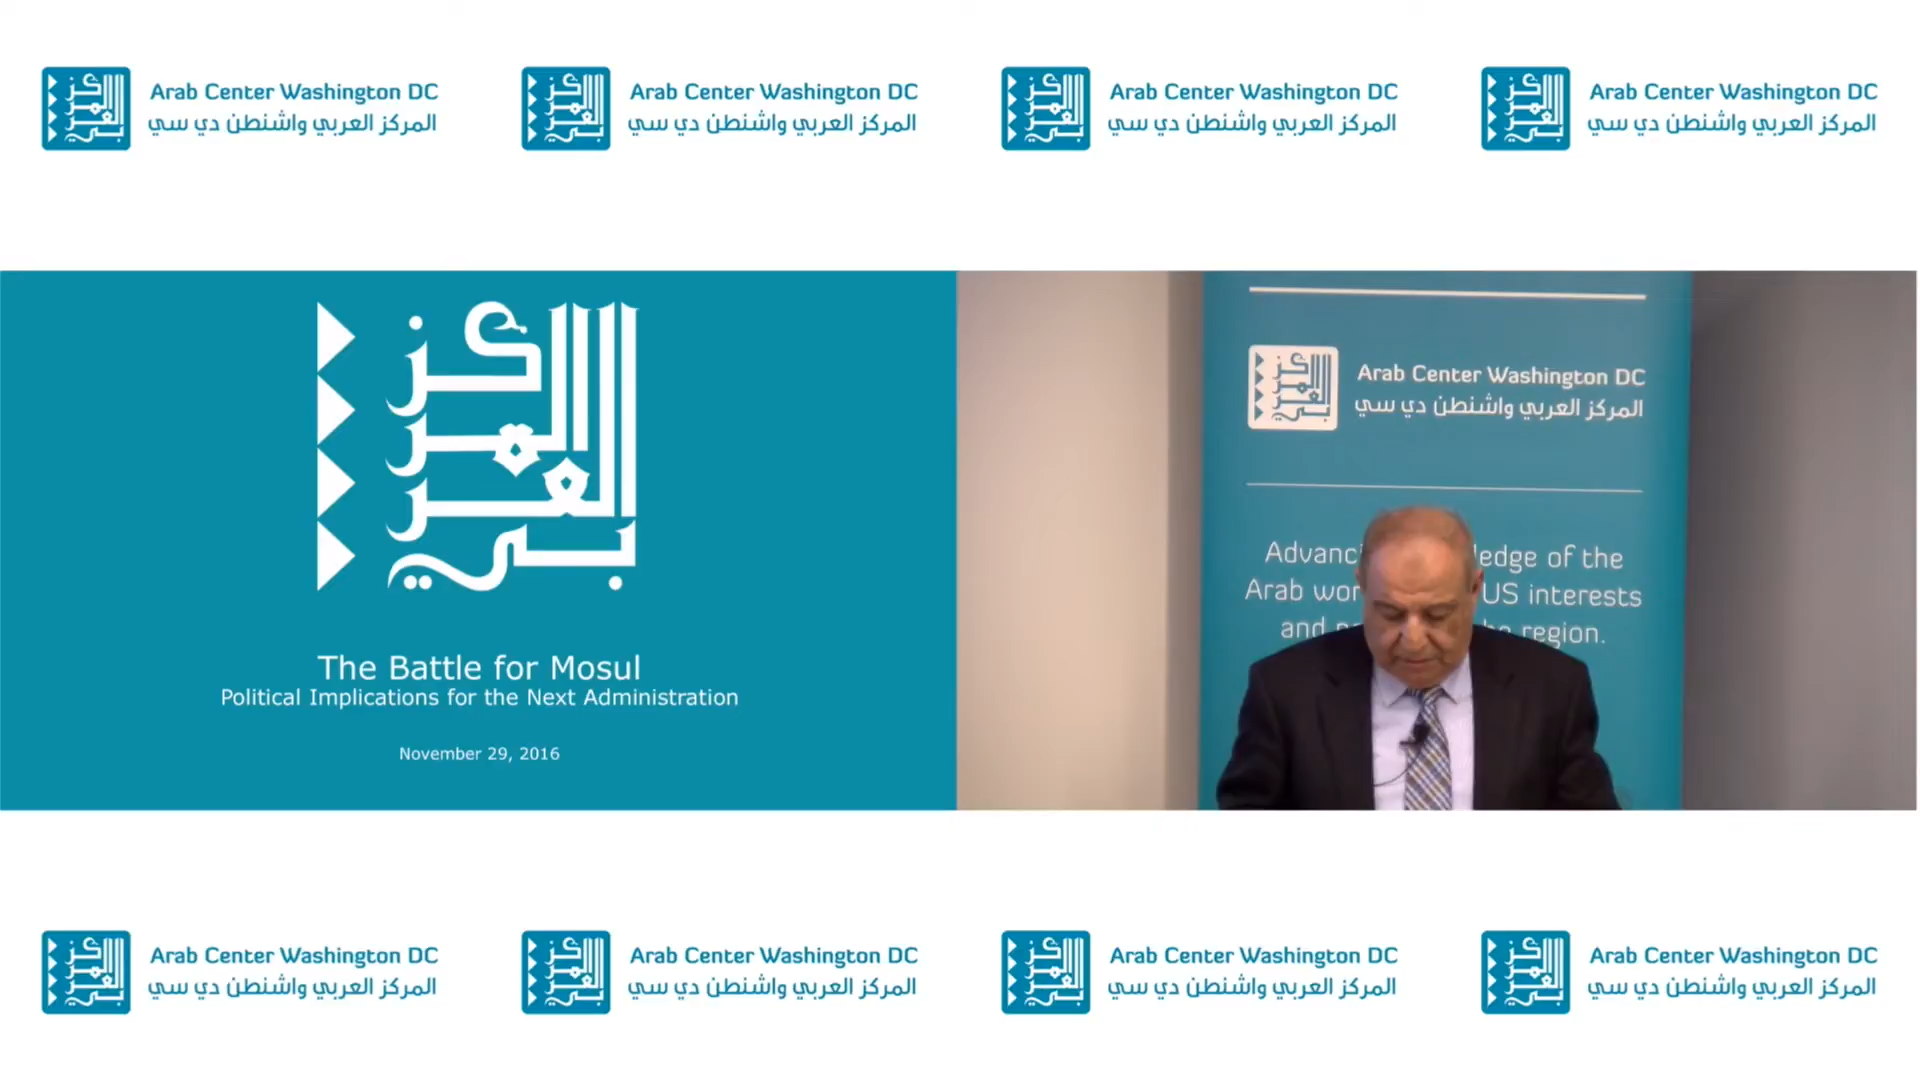 Arab Center Washington DC
المركز العربي واشنطن دي سي
Arab Center Washington DC
المركز العربي واشنطن دي سي
Arab Center Washington DC
المركز العربي واشنطن دي سي
Arab Center Washington DC
المركز العربي واشنطن دي سي
المركز العربي
The Battle for Mosul
Political Implications for the Next Administration
November 29, 2016
Arab Center Washington DC
المركز العربي واشنطن دي سي
Advanc ledge of the
Arab wor US interests
and region.
Arab Center Washington DC
المركز العربي واشنطن دي سي
Arab Center Washington DC
المركز العربي واشنطن دي سي
Arab Center Washington DC
المركز العربي واشنطن دي سي
Arab Center Washington DC
المركز العربي واشنطن دي سي